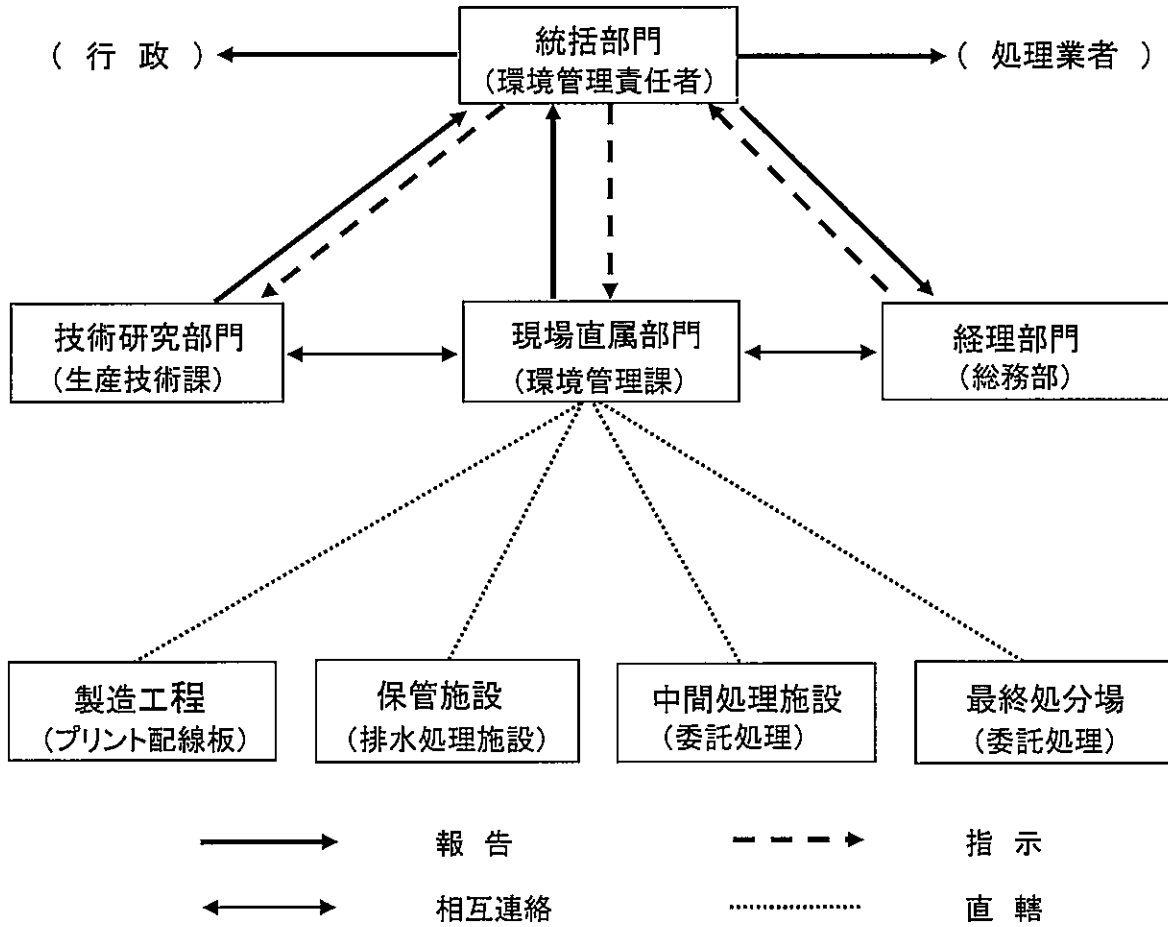 ( 行 政 )
統括部門
(環境管理責任者)
( 処理業者 )
技術研究部門
(生産技術課)
現場直属部門
(環境管理課)
経理部門
(総務部)
製造工程
(プリント配線板)
保管施設
(排水処理施設)
中間処理施設
(委託処理)
最終処分場
(委託処理)
報 告
指 示
相互連絡
直 轄